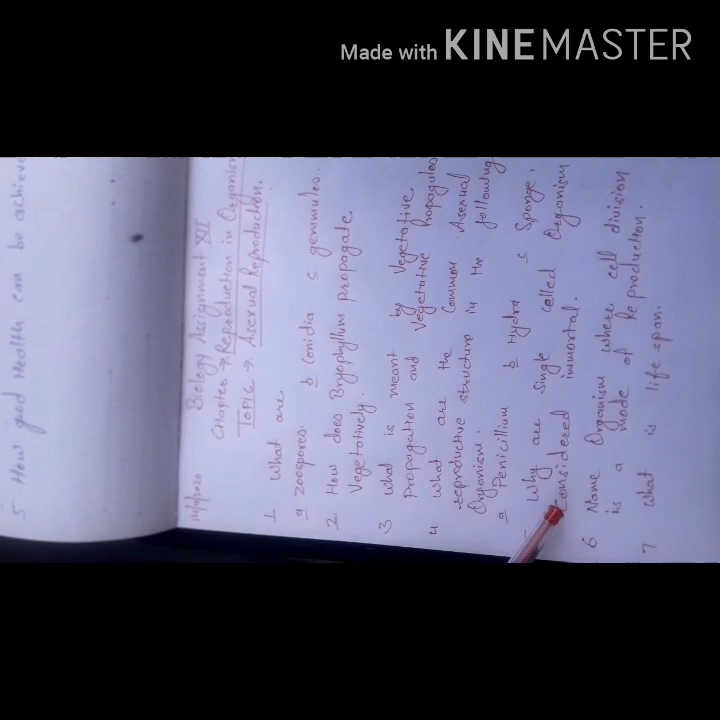 Made with KINEMASTER
5 How good Health can be achieve
Biology Assignment XII
Chapter → Reproduction in Organism
Topic → Asexual Reproduction.
1 What are
a zoospores. b Conidia c gemmules.
2 How does Bryophyllum propagate
Vegetatively.
3 What is meant by Vegetative
Propagation and Vegetative Propagules
4 What are the Common Asexual
reproductive structure in the following
Organism.
a Penicillium b Hydra c Sponge.
Why are Single celled Organism
Considered immortal.
6 Name Organism where cell division
is a mode of Reproduction.
7 What is life span.